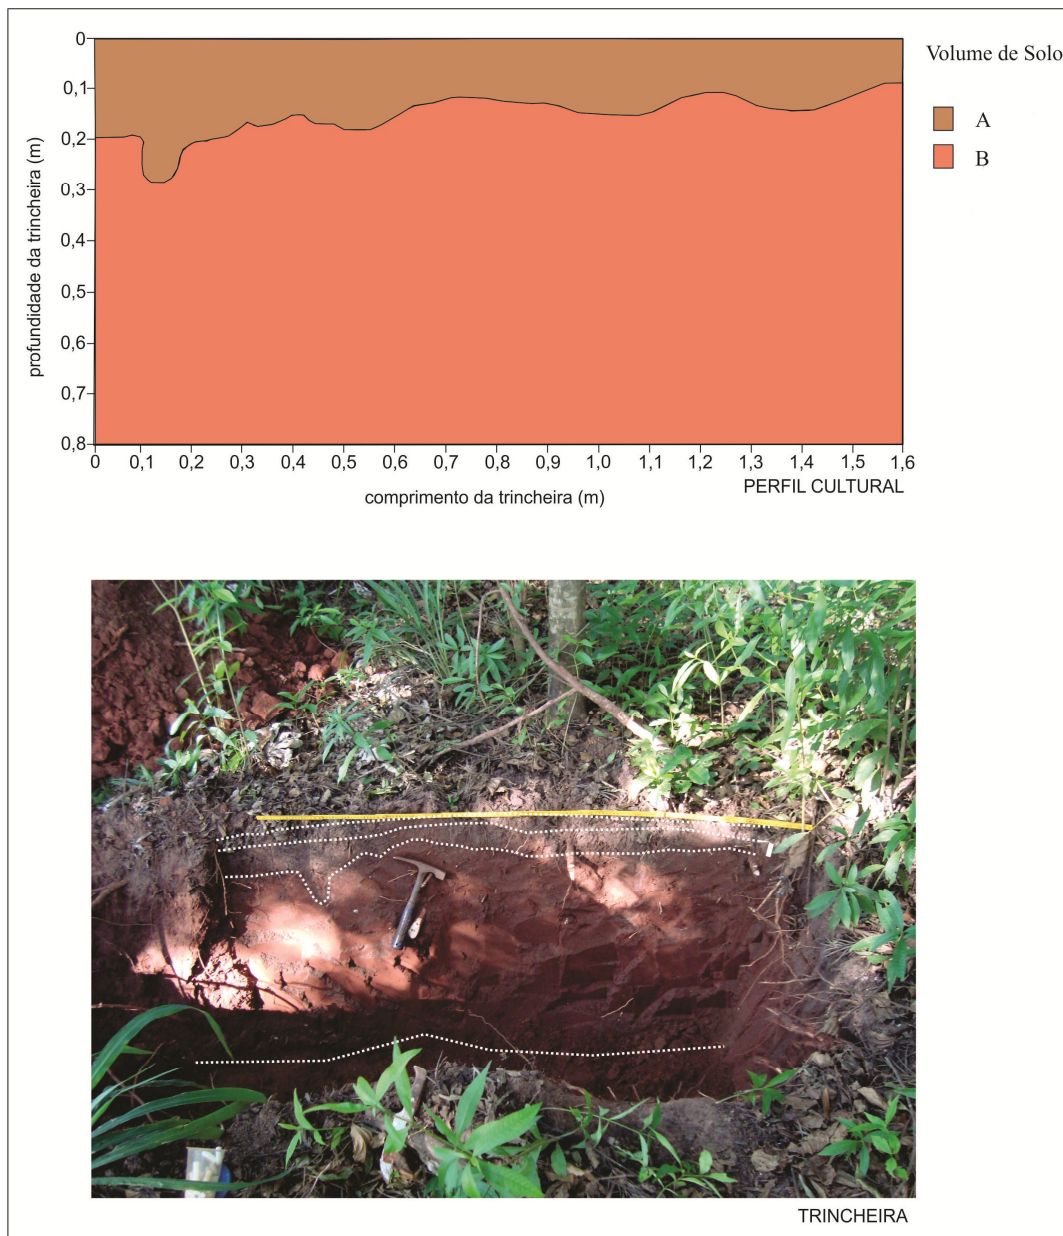 Volume de Solo
A
B
profundidade da trincheira (m)
0
0,1
0,2
0,3
0,4
0,5
0,6
0,7
0,8
0 0,1 0,2 0,3 0,4 0,5 0,6 0,7 0,8 0,9 1,0 1,1 1,2 1,3 1,4 1,5 1,6
comprimento da trincheira (m)
PERFIL CULTURAL
TRINCHEIRA